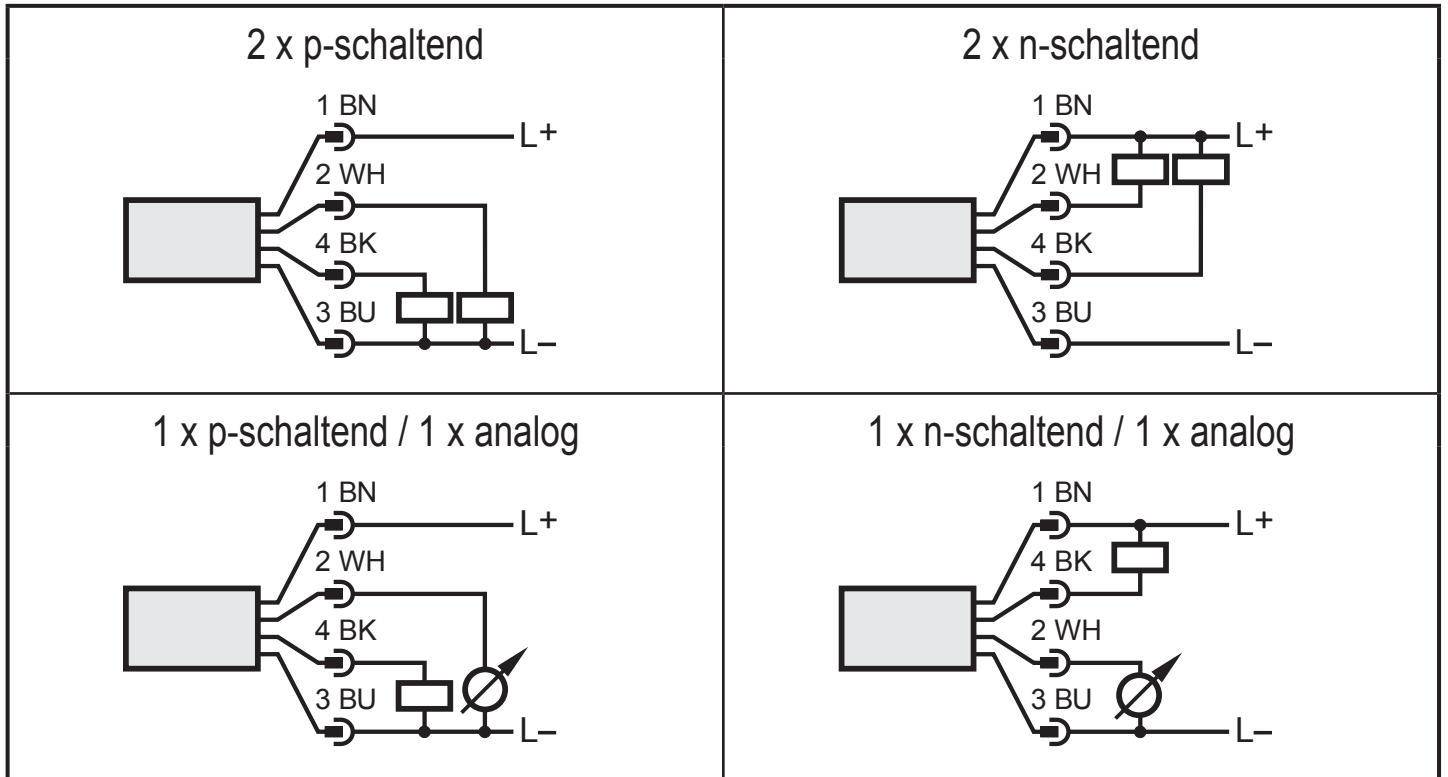 2 x p-schaltend
1 BN
L+
2 WH
4 BK
3 BU
L–
2 x n-schaltend
1 BN
L+
2 WH
4 BK
3 BU
L–
1 x p-schaltend / 1 x analog
1 BN
L+
2 WH
4 BK
3 BU
L–
1 x n-schaltend / 1 x analog
1 BN
L+
4 BK
2 WH
3 BU
L–